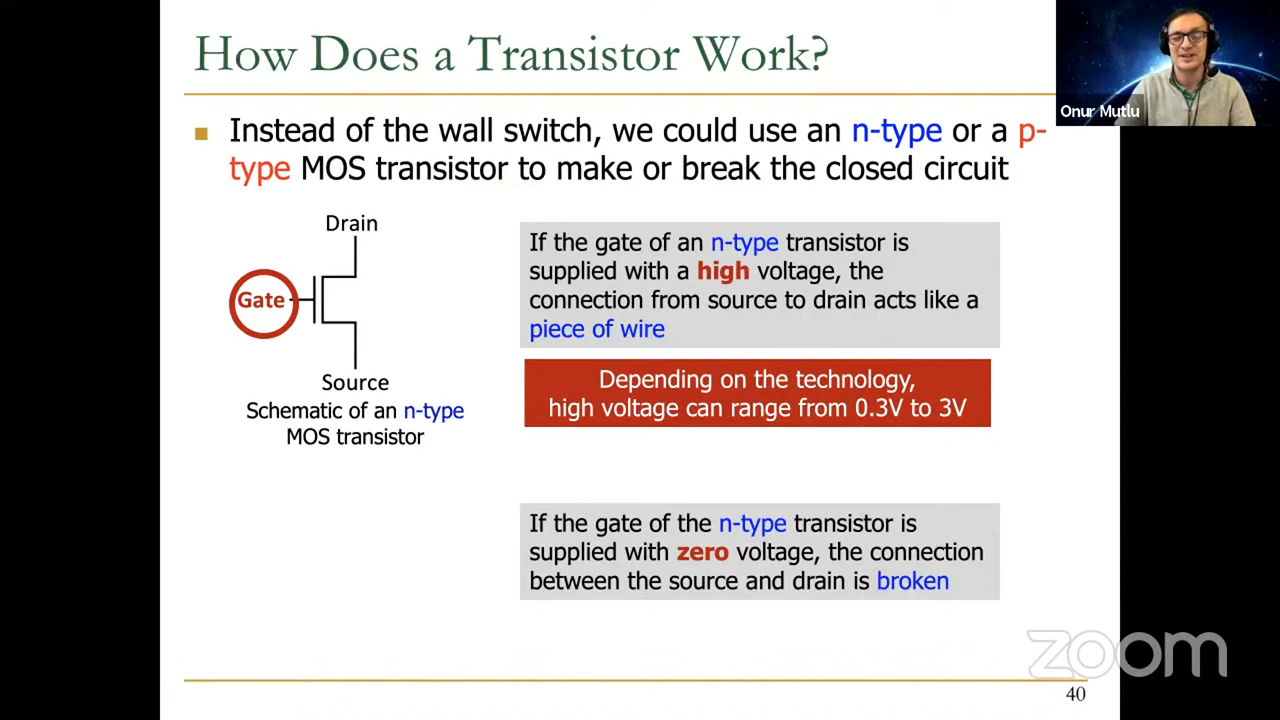 How Does a Transistor Work?
Onur Mutlu
Instead of the wall switch, we could use an n-type or a p-
type MOS transistor to make or break the closed circuit
Drain
Gate
Source
Schematic of an n-type
MOS transistor
If the gate of an n-type transistor is
supplied with a high voltage, the
connection from source to drain acts like a
piece of wire
Depending on the technology,
high voltage can range from 0.3V to 3V
If the gate of the n-type transistor is
supplied with zero voltage, the connection
between the source and drain is broken
zoom
40